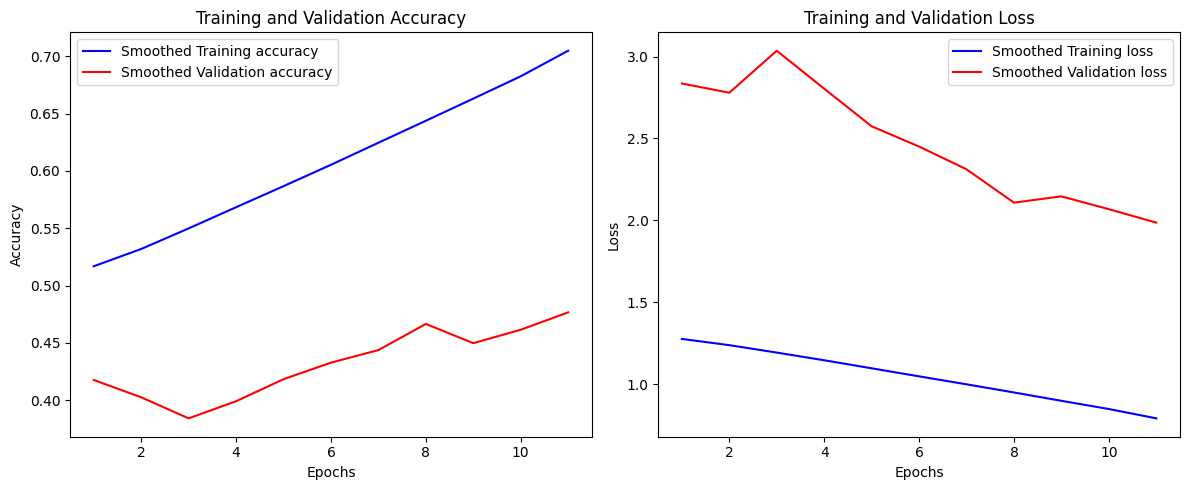 Training and Validation Accuracy
Smoothed Training accuracy
Smoothed Validation accuracy
0.70
0.65
0.60
0.55
0.50
0.45
0.40
Accuracy
2 4 6 8 10
Epochs
Training and Validation Loss
Smoothed Training loss
Smoothed Validation loss
3.0
2.5
2.0
1.5
1.0
Loss
2 4 6 8 10
Epochs